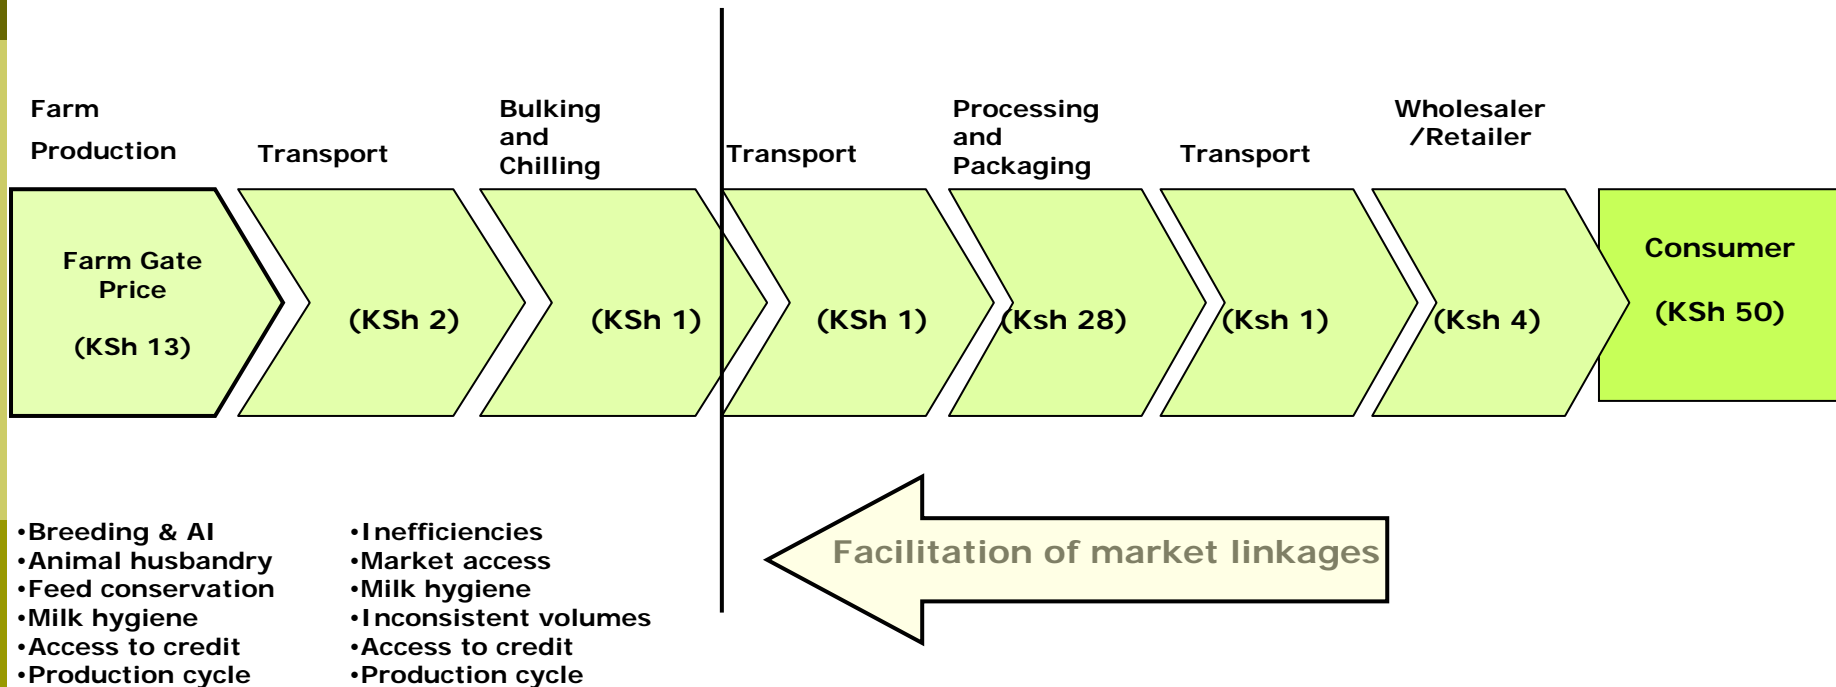 Farm
Production
Transport
Bulking
and
Chilling
Transport
Processing
and
Packaging
Transport
Wholesaler
/Retailer
Farm Gate
Price
(KSh 13)
(KSh 2)
(KSh 1)
(KSh 1)
(Ksh 28)
(Ksh 1)
(Ksh 4)
Consumer
(KSh 50)
•Breeding & AI
•Animal husbandry
•Feed conservation
•Milk hygiene
•Access to credit
•Production cycle
•Inefficiencies
•Market access
•Milk hygiene
•Inconsistent volumes
•Access to credit
•Production cycle
Facilitation of market linkages